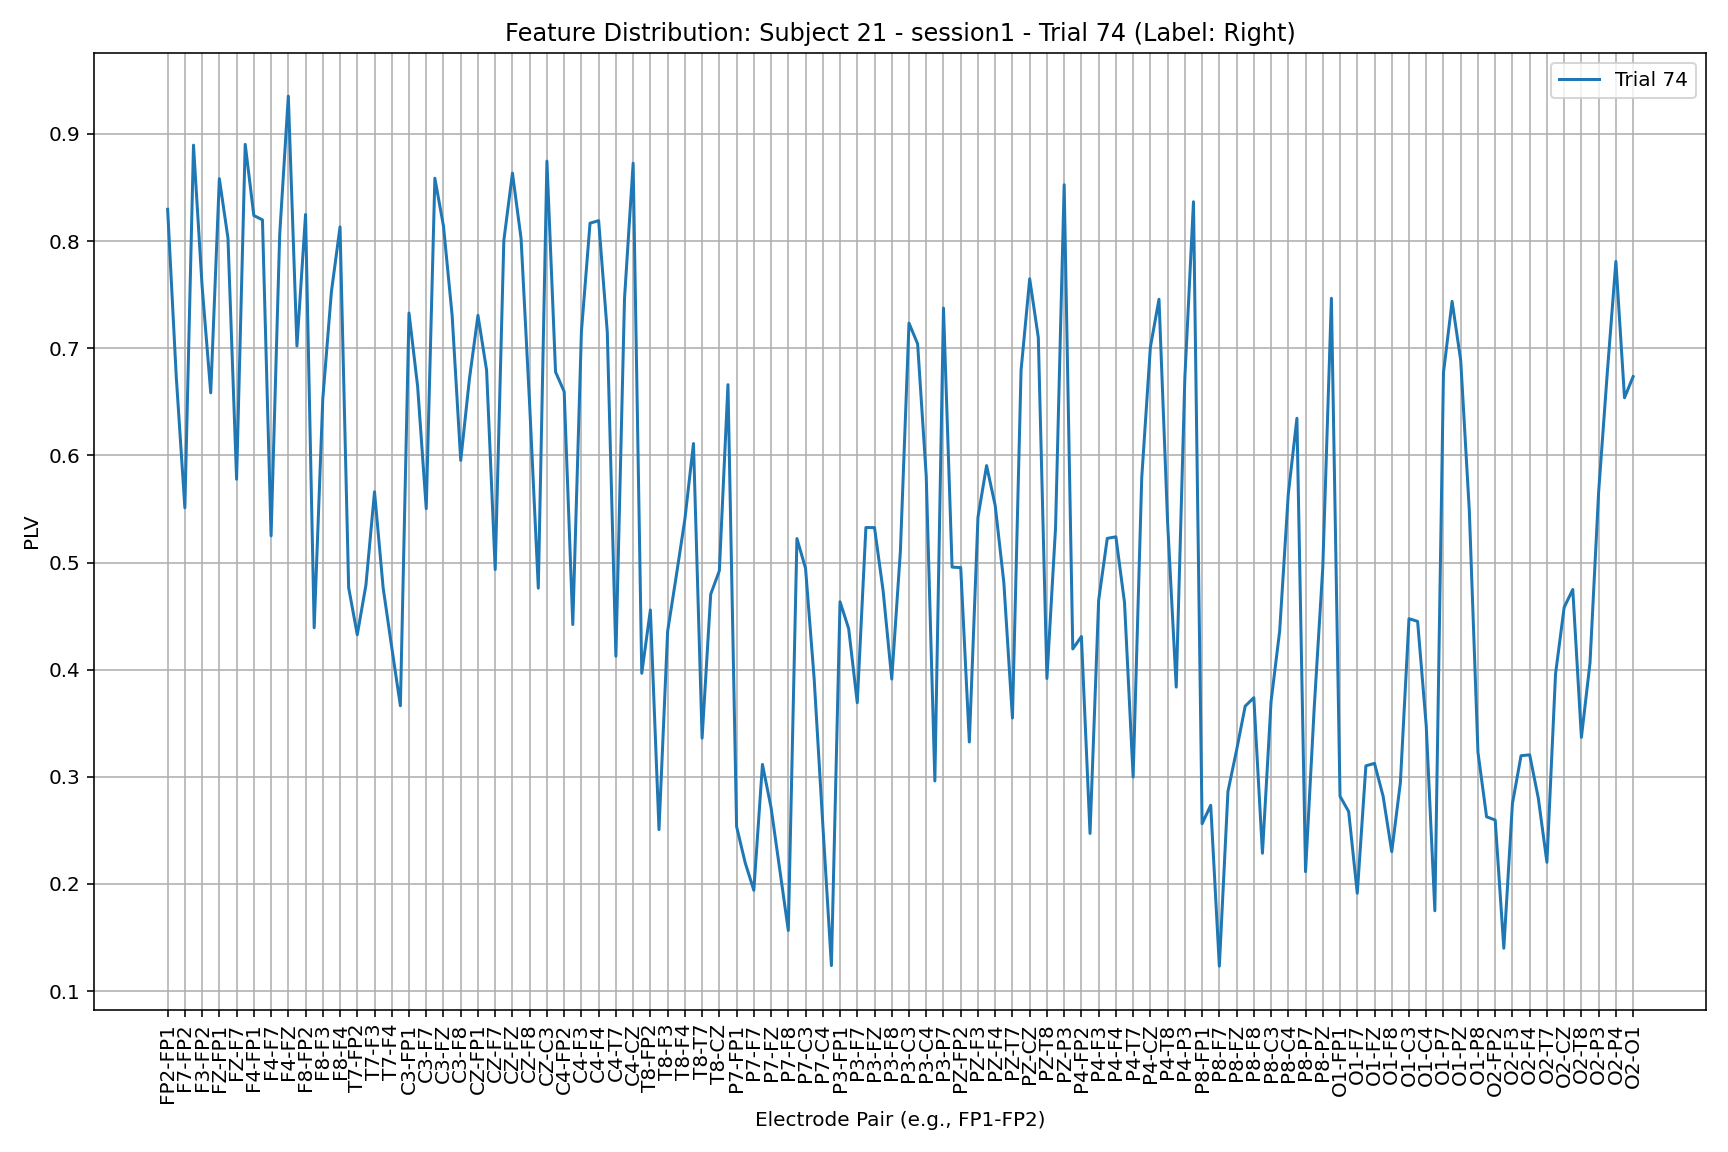 Feature Distribution: Subject 21 - session1 - Trial 74 (Label: Right)
Trial 74
0.9
0.8
0.7
0.6
0.5
0.4
0.3
0.2
0.1
PLV
FP2-FP1
F7-FP2
F3-FP2
FZ-FP1
FZ-F7
F4-FP1
F4-F7
F4-FZ
F8-FP2
F8-F3
F8-F4
T7-FP2
T7-F3
T7-F4
C3-FP1
C3-F7
C3-FZ
C3-F8
CZ-FP1
CZ-F7
CZ-FZ
CZ-F8
CZ-C3
C4-FP2
C4-F3
C4-F4
C4-T7
C4-CZ
T8-FP2
T8-F3
T8-F4
T8-T7
T8-CZ
P7-FP1
P7-F7
P7-FZ
P7-F8
P7-C3
P7-C4
P3-FP1
P3-F7
P3-FZ
P3-F8
P3-C3
P3-C4
P3-P7
PZ-FP2
PZ-F3
PZ-F4
PZ-T7
PZ-CZ
PZ-T8
PZ-P3
P4-FP2
P4-F3
P4-F4
P4-T7
P4-CZ
P4-T8
P4-P3
P8-FP1
P8-F7
P8-FZ
P8-F8
P8-C3
P8-C4
P8-P7
P8-PZ
O1-FP1
O1-F7
O1-FZ
O1-F8
O1-C3
O1-C4
O1-P7
O1-PZ
O1-P8
O2-FP2
O2-F3
O2-F4
O2-T7
O2-CZ
O2-T8
O2-P3
O2-P4
O2-O1
Electrode Pair (e.g., FP1-FP2)